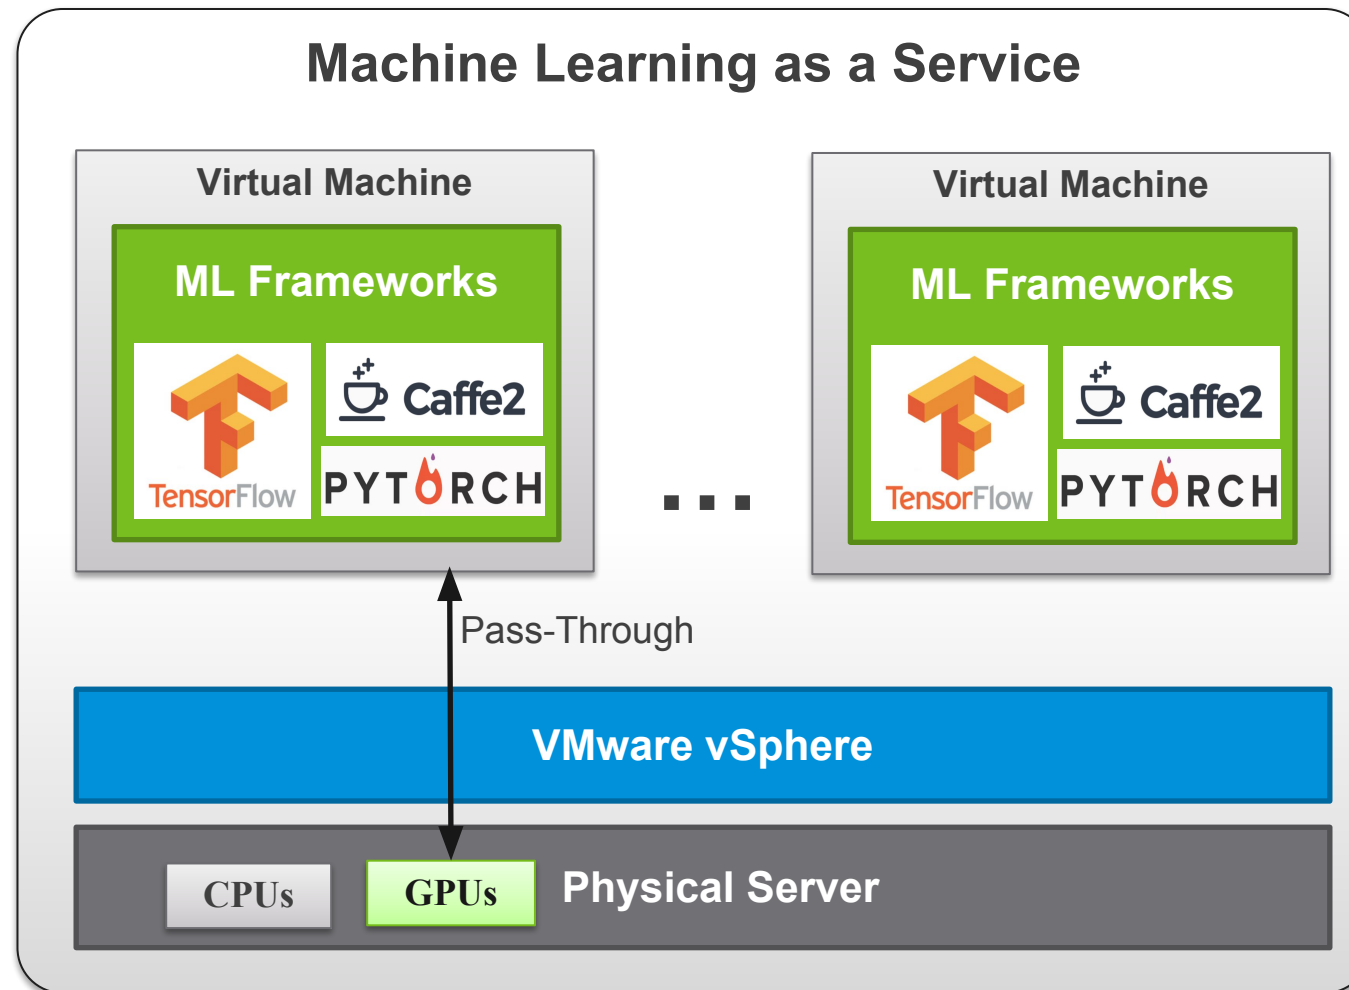 Machine Learning as a Service
Virtual Machine
ML Frameworks
TensorFlow
Caffe2
PYTORCH
...
Virtual Machine
ML Frameworks
TensorFlow
Caffe2
PYTORCH
Pass-Through
VMware vSphere
CPUs
GPUs
Physical Server